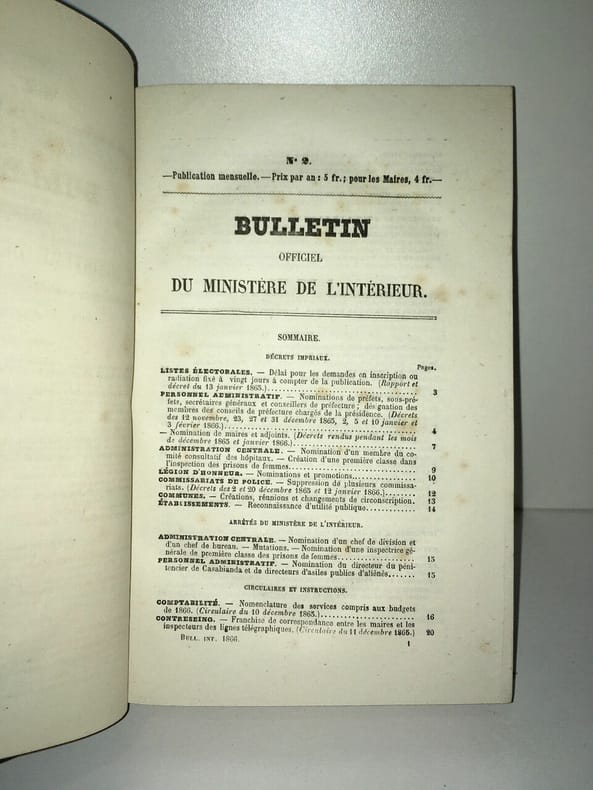 N° 2.
—Publication mensuelle.—Prix par an : 5 fr.; pour les Maires, 4 fr.—
BULLETIN
OFFICIEL
DU MINISTÈRE DE L'INTÉRIEUR.
SOMMAIRE.
DÉCRETS IMPRIAUX.
Pages.
LISTES ÉLECTORALES. — Délai pour les demandes en inscription ou
radiation fixé à vingt jours à compter de la publication. (Rapport et
décret du 13 janvier 1865.) 3
PERSONNEL ADMINISTRATIF. — Nominations de préfets, sous-pré-
fets, secrétaires généraux et conseillers de préfecture; désignation des
membres des conseils de préfecture chargés de la présidence. (Décrets
des 12 novembre, 23, 27 et 31 décembre 1865, 2, 5 et 10 janvier et
3 février 1866.) 4
— Nomination de maires et adjoints. (Décrets rendus pendant les mois
de décembre 1865 et janvier 1866.) 7
ADMINISTRATION CENTRALE. — Nomination d'un membre du co-
mité consultatif des hôpitaux. — Création d'une première classe dans
l'inspection des prisons de femmes 9
LÉGION D'HONNEUR. — Nominations et promotions 10
COMMISSARIATS DE POLICE. — Suppression de plusieurs commissa-
riats. (Décrets des 2 et 20 décembre 1865 et 12 janvier 1866.) 12
COMMUNES. — Créations, réunions et changements de circonscription. 13
ÉTABLISSEMENTS. — Reconnaissance d'utilité publique 14
ARRÊTÉS DU MINISTÈRE DE L'INTÉRIEUR.
ADMINISTRATION CENTRALE. — Nomination d'un chef de division et
d'un chef de bureau. — Mutations. — Nomination d'une inspectrice gé-
nérale de première classe des prisons de femmes 15
PERSONNEL ADMINISTRATIF. — Nomination du directeur du péni-
tencier de Casabianda et de directeurs d'asiles publics d'aliénés 15
CIRCULAIRES ET INSTRUCTIONS.
COMPTABILITÉ. — Nomenclature des services compris aux budgets
de 1866. (Circulaire du 10 décembre 1865.) 16
CONTRESEING. — Franchise de correspondance entre les maires et les
inspecteurs des lignes télégraphiques. (Circulaire du 11 décembre 1865.) 20
BULL. INT. 1866. 1